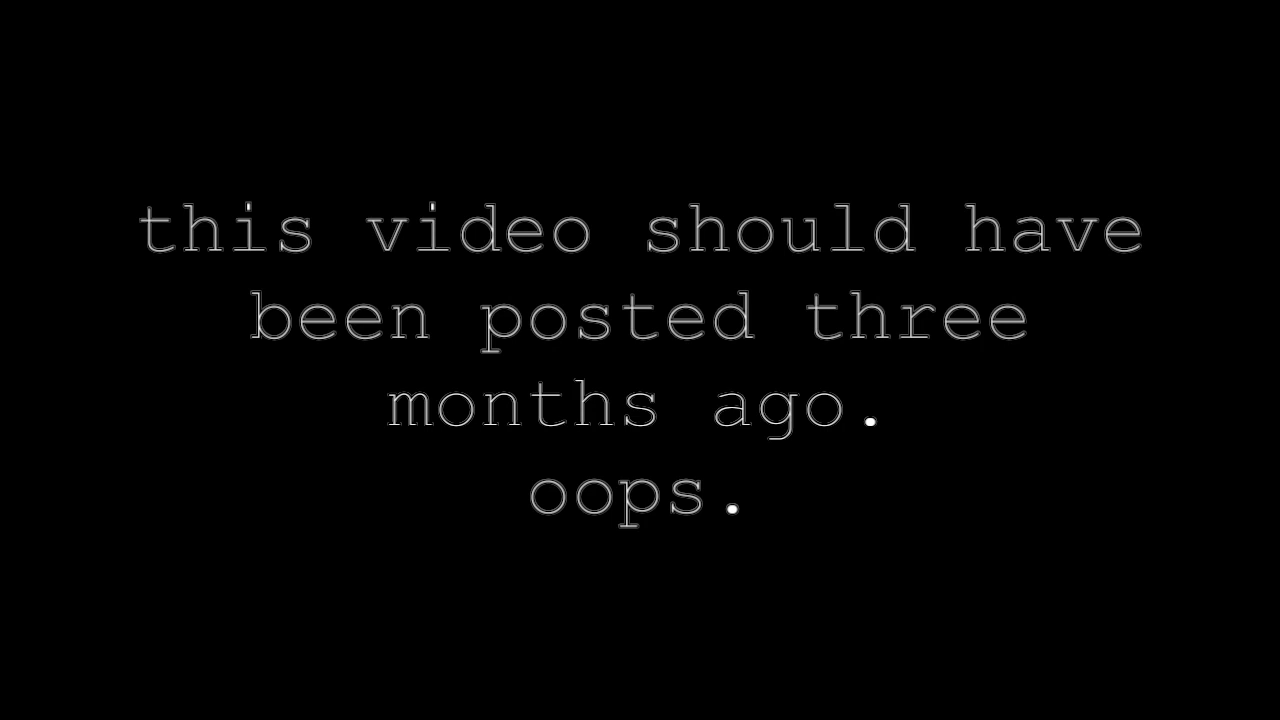 this video should have
been posted three
months ago.
oops.